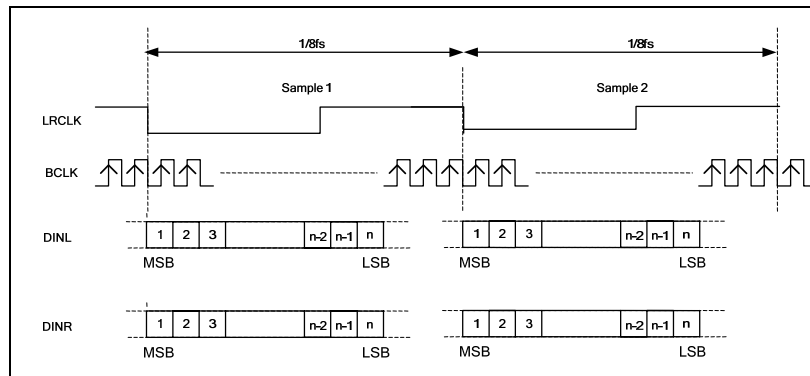 1/8fs 1/8fs
Sample 1 Sample 2
LRCLK
BCLK
DINL 1 2 3 n-2 n-1 n 1 2 3 n-2 n-1 n
MSB LSB MSB LSB
DINR 1 2 3 n-2 n-1 n 1 2 3 n-2 n-1 n
MSB LSB MSB LSB